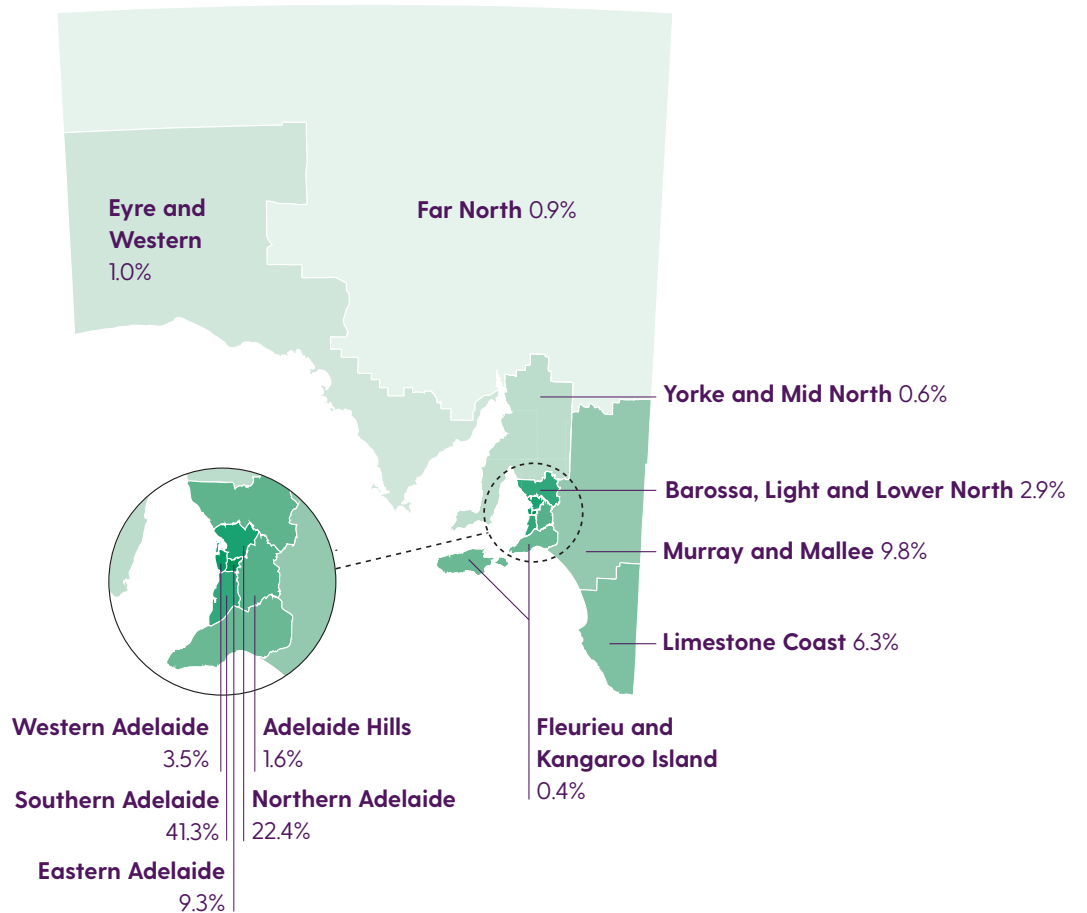 Eyre and
Western
1.0%
Far North 0.9%
Yorke and Mid North 0.6%
Barossa, Light and Lower North 2.9%
Murray and Mallee 9.8%
Limestone Coast 6.3%
Western Adelaide
3.5%
Adelaide Hills
1.6%
Fleurieu and
Kangaroo Island
0.4%
Southern Adelaide
41.3%
Northern Adelaide
22.4%
Eastern Adelaide
9.3%